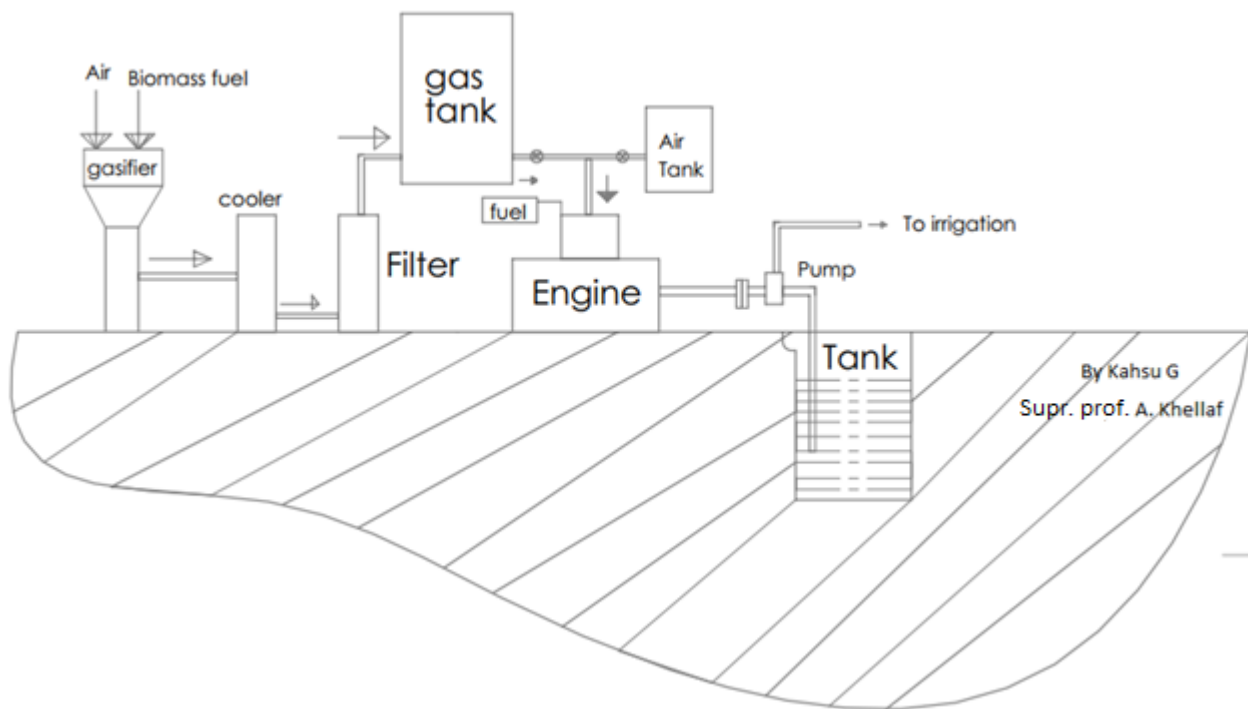 Air
Biomass fuel
gasifier
cooler
Filter
gas
tank
Air
Tank
fuel
Engine
To irrigation
Pump
Tank
By Kahsu G
Supr. prof. A. Khellaf